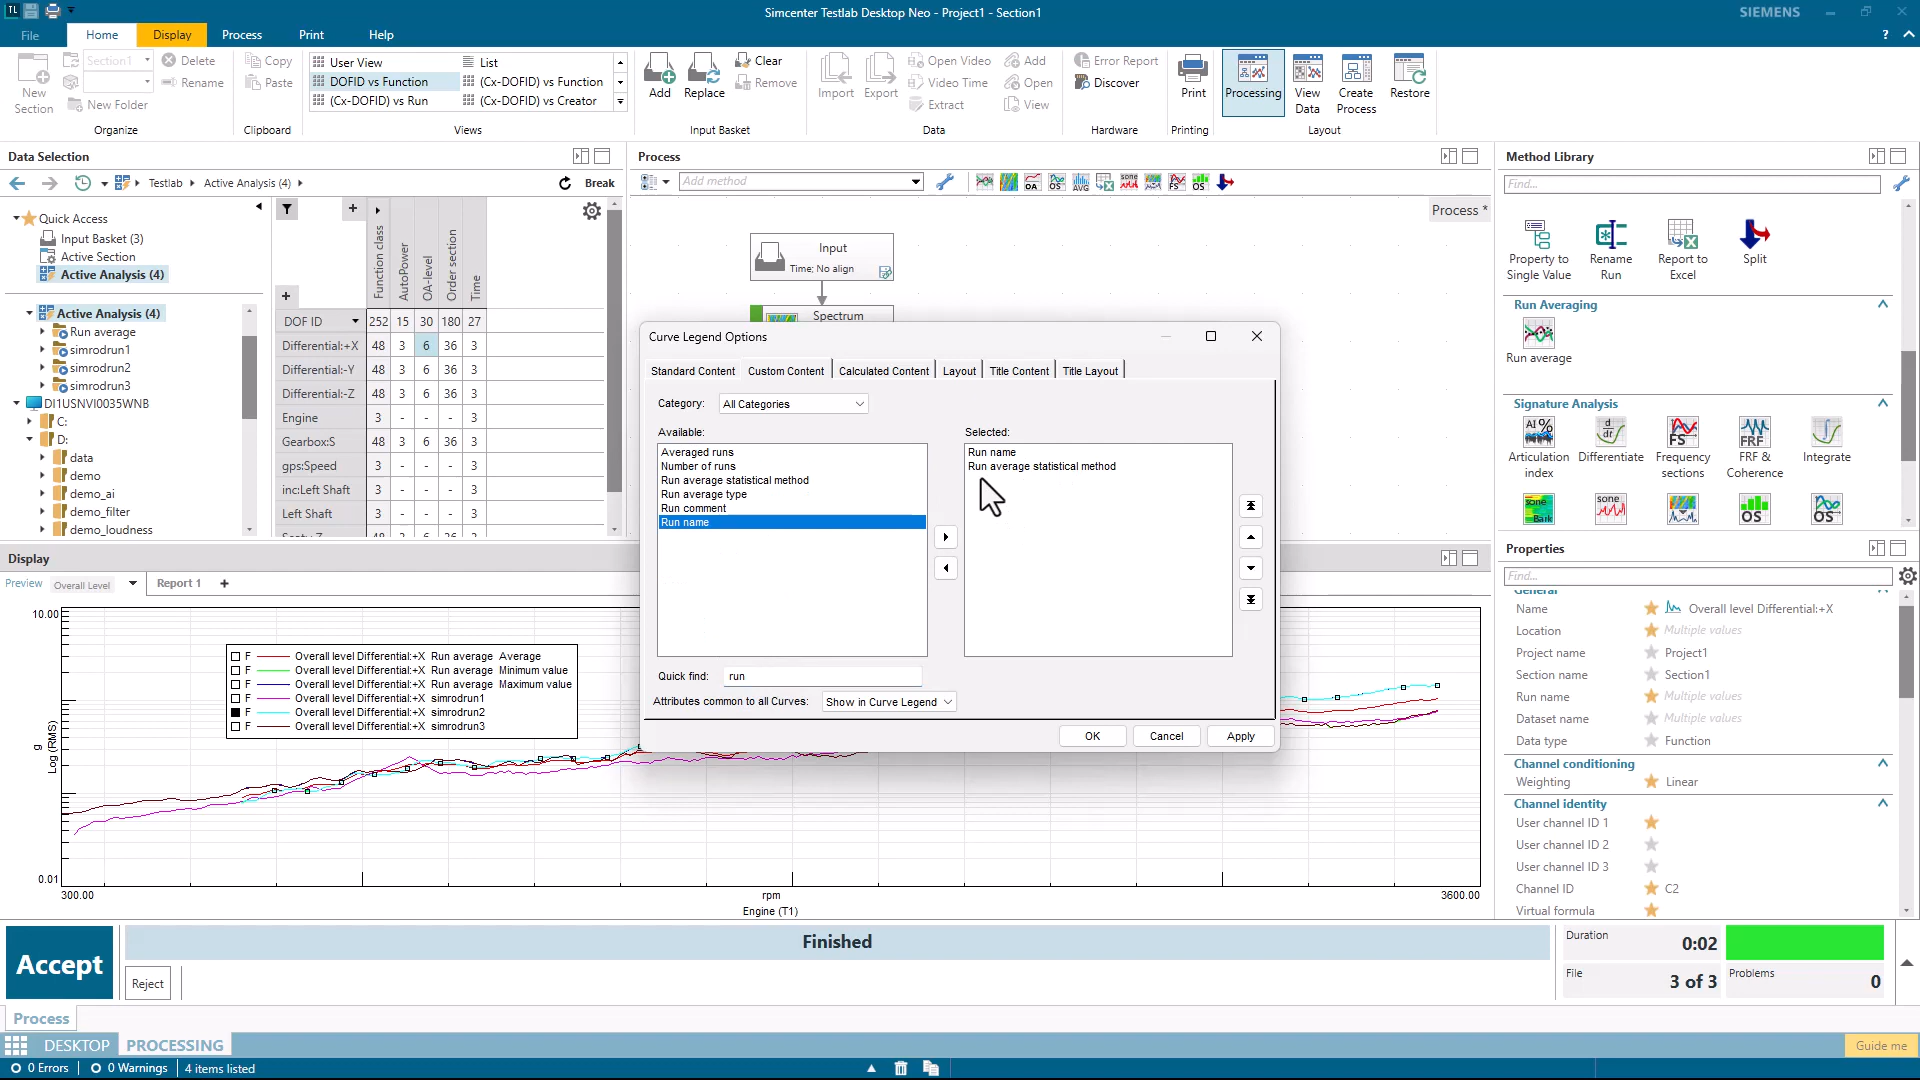 TL
Simcenter Testlab Desktop Neo - Project1 - Section1
SIEMENS
File
Home
Display
Process
Print
Help
?
New
Section
Section1
New Folder
Delete
Rename
Organize
Copy
Paste
Clipboard
User View
List
DOFID vs Function
(Cx-DOFID) vs Function
(Cx-DOFID) vs Run
(Cx-DOFID) vs Creator
Views
Add
Replace
Clear
Remove
Input Basket
Import
Export
Open Video
Video Time
Extract
Add
Open
View
Data
Error Report
Discover
Hardware
Print
Printing
Processing
View
Data
Create
Process
Restore
Layout
Data Selection
Testlab
Active Analysis (4)
Break
Quick Access
Input Basket (3)
Active Section
Active Analysis (4)
Active Analysis (4)
Run average
simrodrun1
simrodrun2
simrodrun3
DI1USNVI0035WNB
C:
D:
data
demo
demo_ai
demo_filter
demo_loudness
Function class
AutoPower
OA-level
Order section
Time
DOF ID 252 15 30 180 27
Differential:+X 48 3 6 36 3
Differential:-Y 48 3 6 36 3
Differential:-Z 48 3 6 36 3
Engine 3 - - - 3
Gearbox:S 48 3 6 36 3
gps:Speed 3 - - - 3
inc:Left Shaft 3 - - - 3
Left Shaft 3 - - - 3
Process
Add method
Process *
Input
Time; No align
Spectrum
Curve Legend Options
Standard Content
Custom Content
Calculated Content
Layout
Title Content
Title Layout
Category:
All Categories
Available:
Averaged runs
Number of runs
Run average statistical method
Run average type
Run comment
Run name
Selected:
Run name
Run average statistical method
Quick find:
run
Attributes common to all Curves:
Show in Curve Legend
OK
Cancel
Apply
Method Library
Find...
Property to
Single Value
Rename
Run
Report to
Excel
Split
Run Averaging
Run average
Signature Analysis
Articulation
index
Differentiate
Frequency
sections
FRF &
Coherence
Integrate
Display
Preview
Overall Level
Report 1
10.00
F Overall level Differential:+X Run average Average
F Overall level Differential:+X Run average Minimum value
F Overall level Differential:+X Run average Maximum value
F Overall level Differential:+X simrodrun1
F Overall level Differential:+X simrodrun2
F Overall level Differential:+X simrodrun3
g
Log (RMS)
0.01
300.00
rpm
3600.00
Engine (T1)
Properties
Find...
General
Name Overall level Differential:+X
Location Multiple values
Project name Project1
Section name Section1
Run name Multiple values
Dataset name Multiple values
Data type Function
Channel conditioning
Weighting Linear
Channel identity
User channel ID 1
User channel ID 2
User channel ID 3
Channel ID C2
Virtual formula
Accept
Reject
Finished
Duration
0:02
File
3 of 3
Problems
0
Process
DESKTOP
PROCESSING
Guide me
0 Errors
0 Warnings
4 items listed